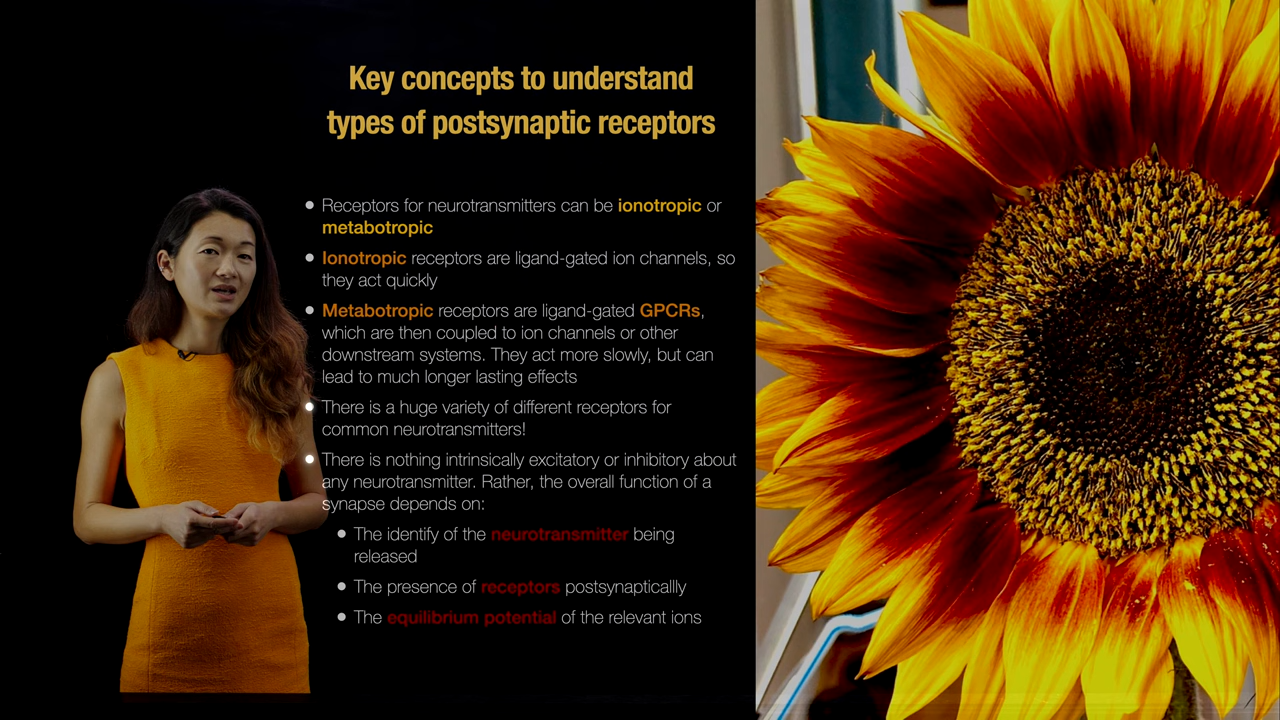 Key concepts to understand
types of postsynaptic receptors
● Receptors for neurotransmitters can be ionotropic or
metabotropic
● Ionotropic receptors are ligand-gated ion channels, so
they act quickly
● Metabotropic receptors are ligand-gated GPCRs,
which are then coupled to ion channels or other
downstream systems. They act more slowly, but can
lead to much longer lasting effects
● There is a huge variety of different receptors for
common neurotransmitters!
● There is nothing intrinsically excitatory or inhibitory about
any neurotransmitter. Rather, the overall function of a
synapse depends on:
● The identify of the neurotransmitter being
released
● The presence of receptors postsynapticallly
● The equilibrium potential of the relevant ions